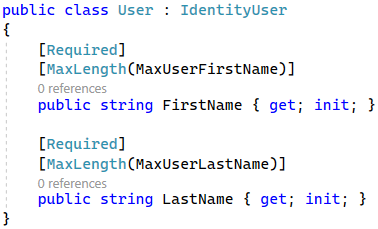 public class User : IdentityUser
{
[Required]
[MaxLength(MaxUserFirstName)]
0 references
public string FirstName { get; init; }
[Required]
[MaxLength(MaxUserLastName)]
0 references
public string LastName { get; init; }
}